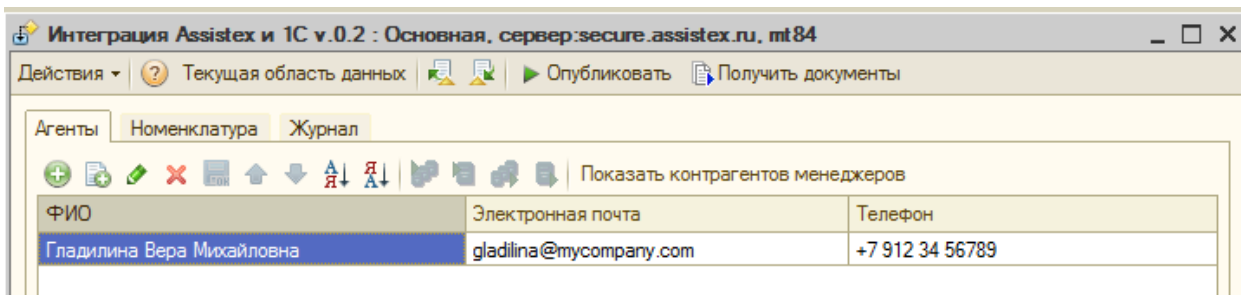 Интеграция Assistex и 1С v.0.2 : Основная, сервер:secure.assistex.ru, mt84
Действия ? Текущая область данных Опубликовать Получить документы
Агенты Номенклатура Журнал
Показать контрагентов менеджеров
ФИО Электронная почта Телефон
Гладилина Вера Михайловна gladilina@mycompany.com +7 912 34 56789